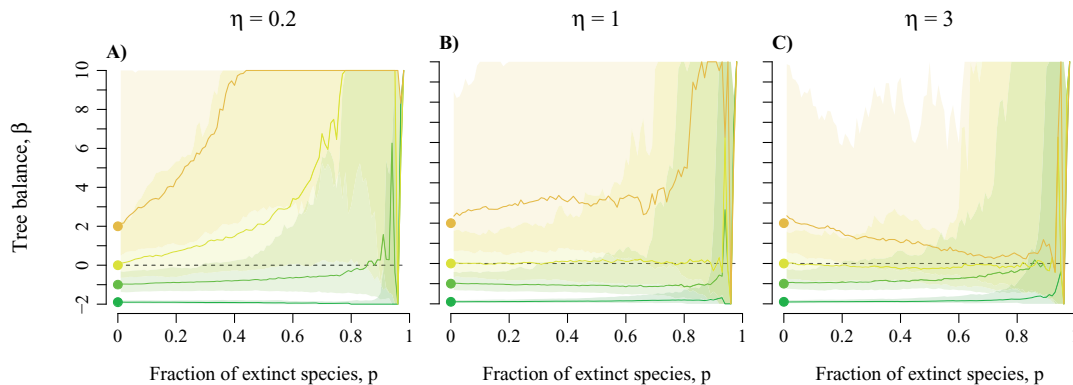 η = 0.2
η = 1
η = 3
A)
B)
C)
Tree balance, β
10
8
6
4
2
0
−2
0 0.2 0.4 0.6 0.8 1
0 0.2 0.4 0.6 0.8 1
0 0.2 0.4 0.6 0.8 1
Fraction of extinct species, p
Fraction of extinct species, p
Fraction of extinct species, p